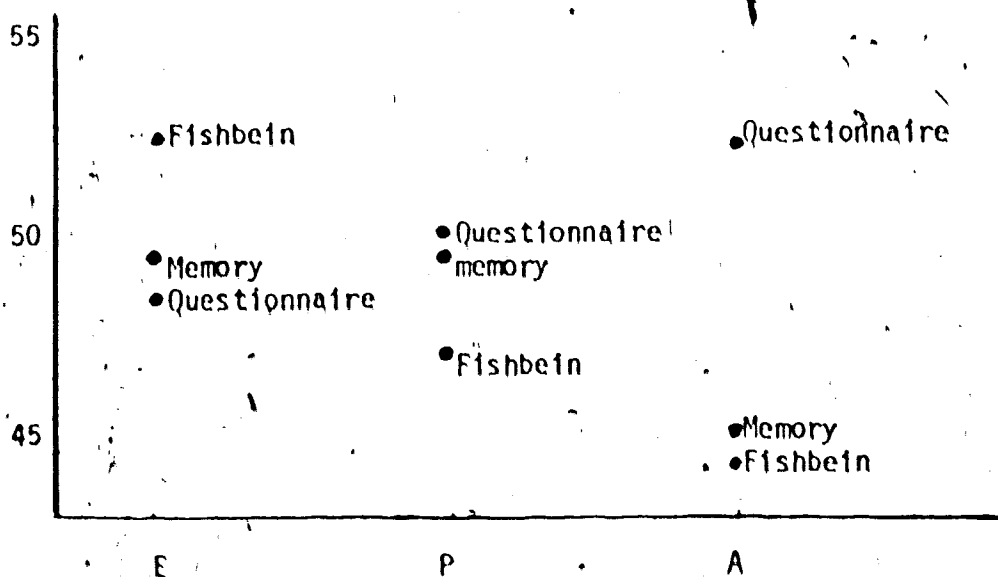 55
Fishbein
Questionnaire
50
Questionnaire
Memory
memory
Questionnaire
Fishbein
45
Memory
Fishbein
E P A